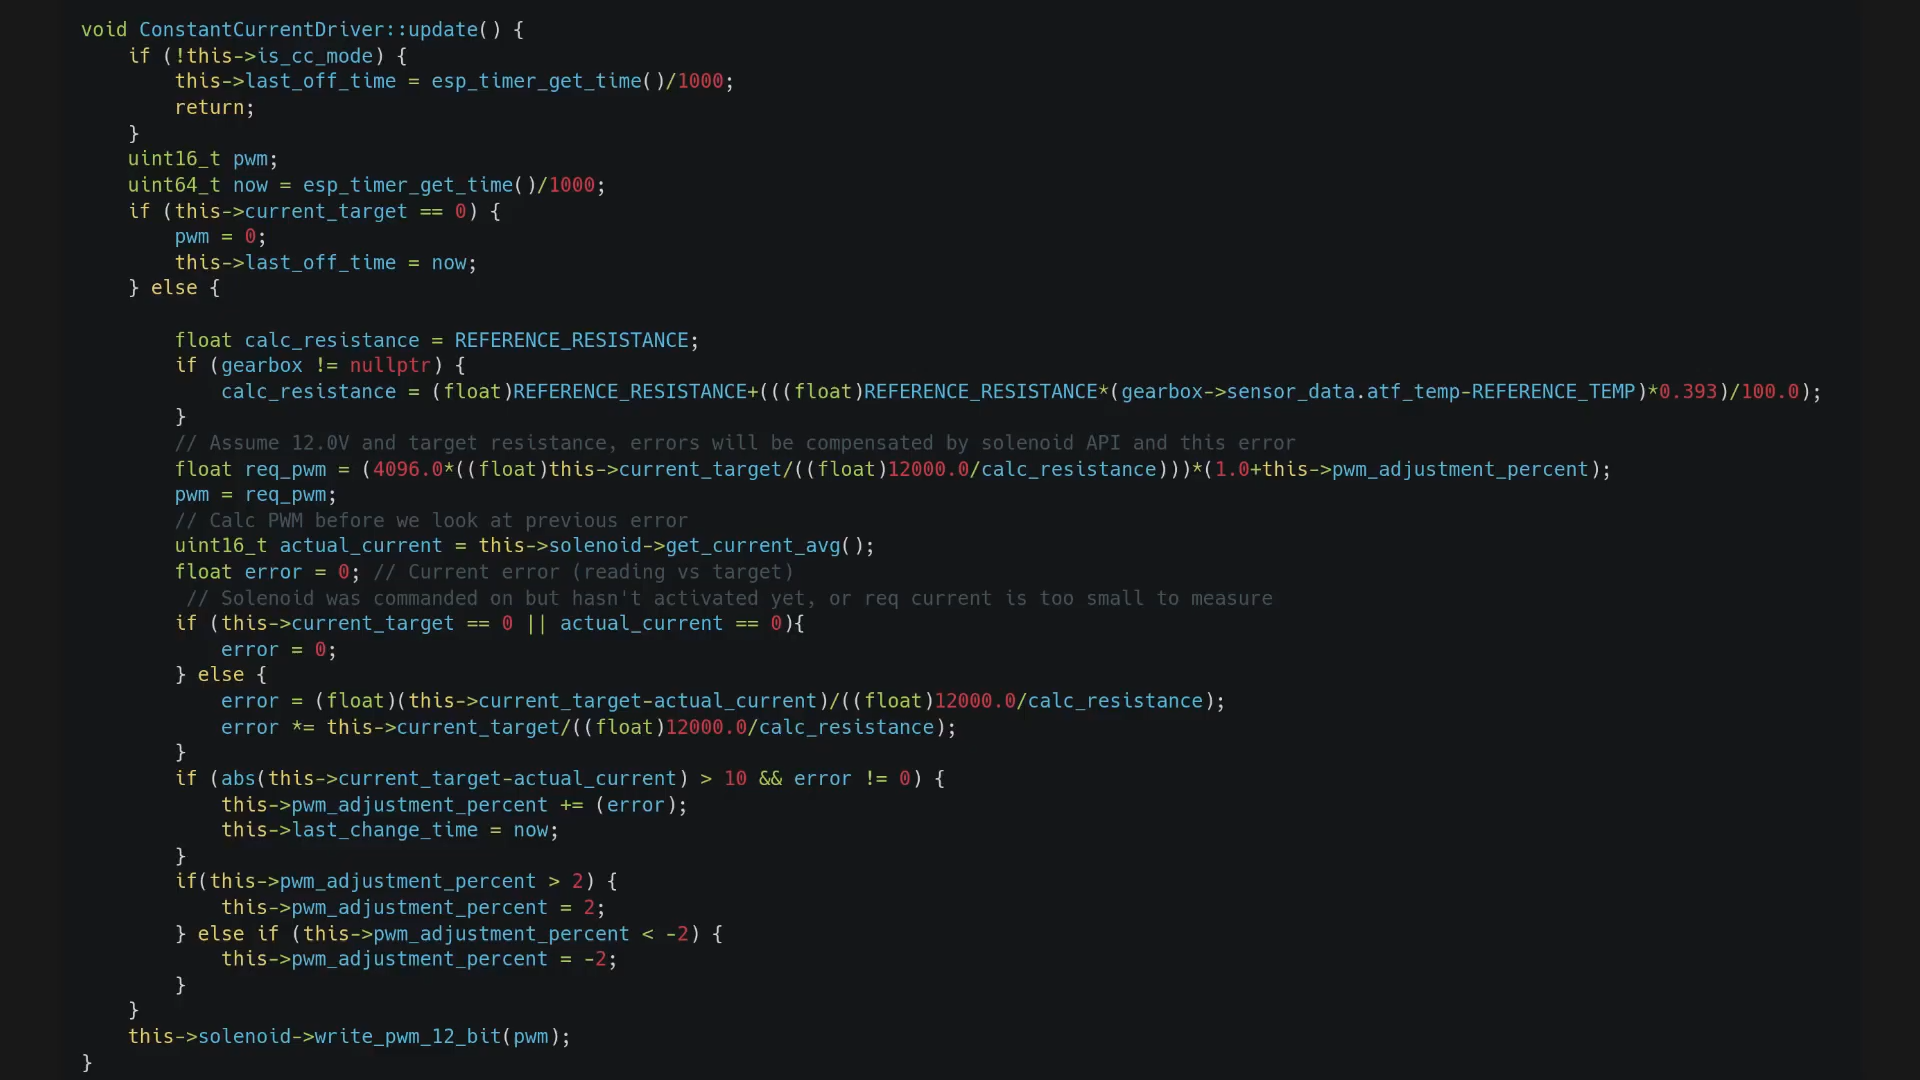 void ConstantCurrentDriver::update() {
    if (!this->is_cc_mode) {
        this->last_off_time = esp_timer_get_time()/1000;
        return;
    }
    uint16_t pwm;
    uint64_t now = esp_timer_get_time()/1000;
    if (this->current_target == 0) {
        pwm = 0;
        this->last_off_time = now;
    } else {

        float calc_resistance = REFERENCE_RESISTANCE;
        if (gearbox != nullptr) {
            calc_resistance = (float)REFERENCE_RESISTANCE+(((float)REFERENCE_RESISTANCE*(gearbox->sensor_data.atf_temp-REFERENCE_TEMP)*0.393)/100.0);
        }
        // Assume 12.0V and target resistance, errors will be compensated by solenoid API and this error
        float req_pwm = (4096.0*((float)this->current_target/((float)12000.0/calc_resistance)))*(1.0+this->pwm_adjustment_percent);
        pwm = req_pwm;
        // Calc PWM before we look at previous error
        uint16_t actual_current = this->solenoid->get_current_avg();
        float error = 0; // Current error (reading vs target)
         // Solenoid was commanded on but hasn't activated yet, or req current is too small to measure
        if (this->current_target == 0 || actual_current == 0){
            error = 0;
        } else {
            error = (float)(this->current_target-actual_current)/((float)12000.0/calc_resistance);
            error *= this->current_target/((float)12000.0/calc_resistance);
        }
        if (abs(this->current_target-actual_current) > 10 && error != 0) {
            this->pwm_adjustment_percent += (error);
            this->last_change_time = now;
        }
        if(this->pwm_adjustment_percent > 2) {
            this->pwm_adjustment_percent = 2;
        } else if (this->pwm_adjustment_percent < -2) {
            this->pwm_adjustment_percent = -2;
        }
    }
    this->solenoid->write_pwm_12_bit(pwm);
}